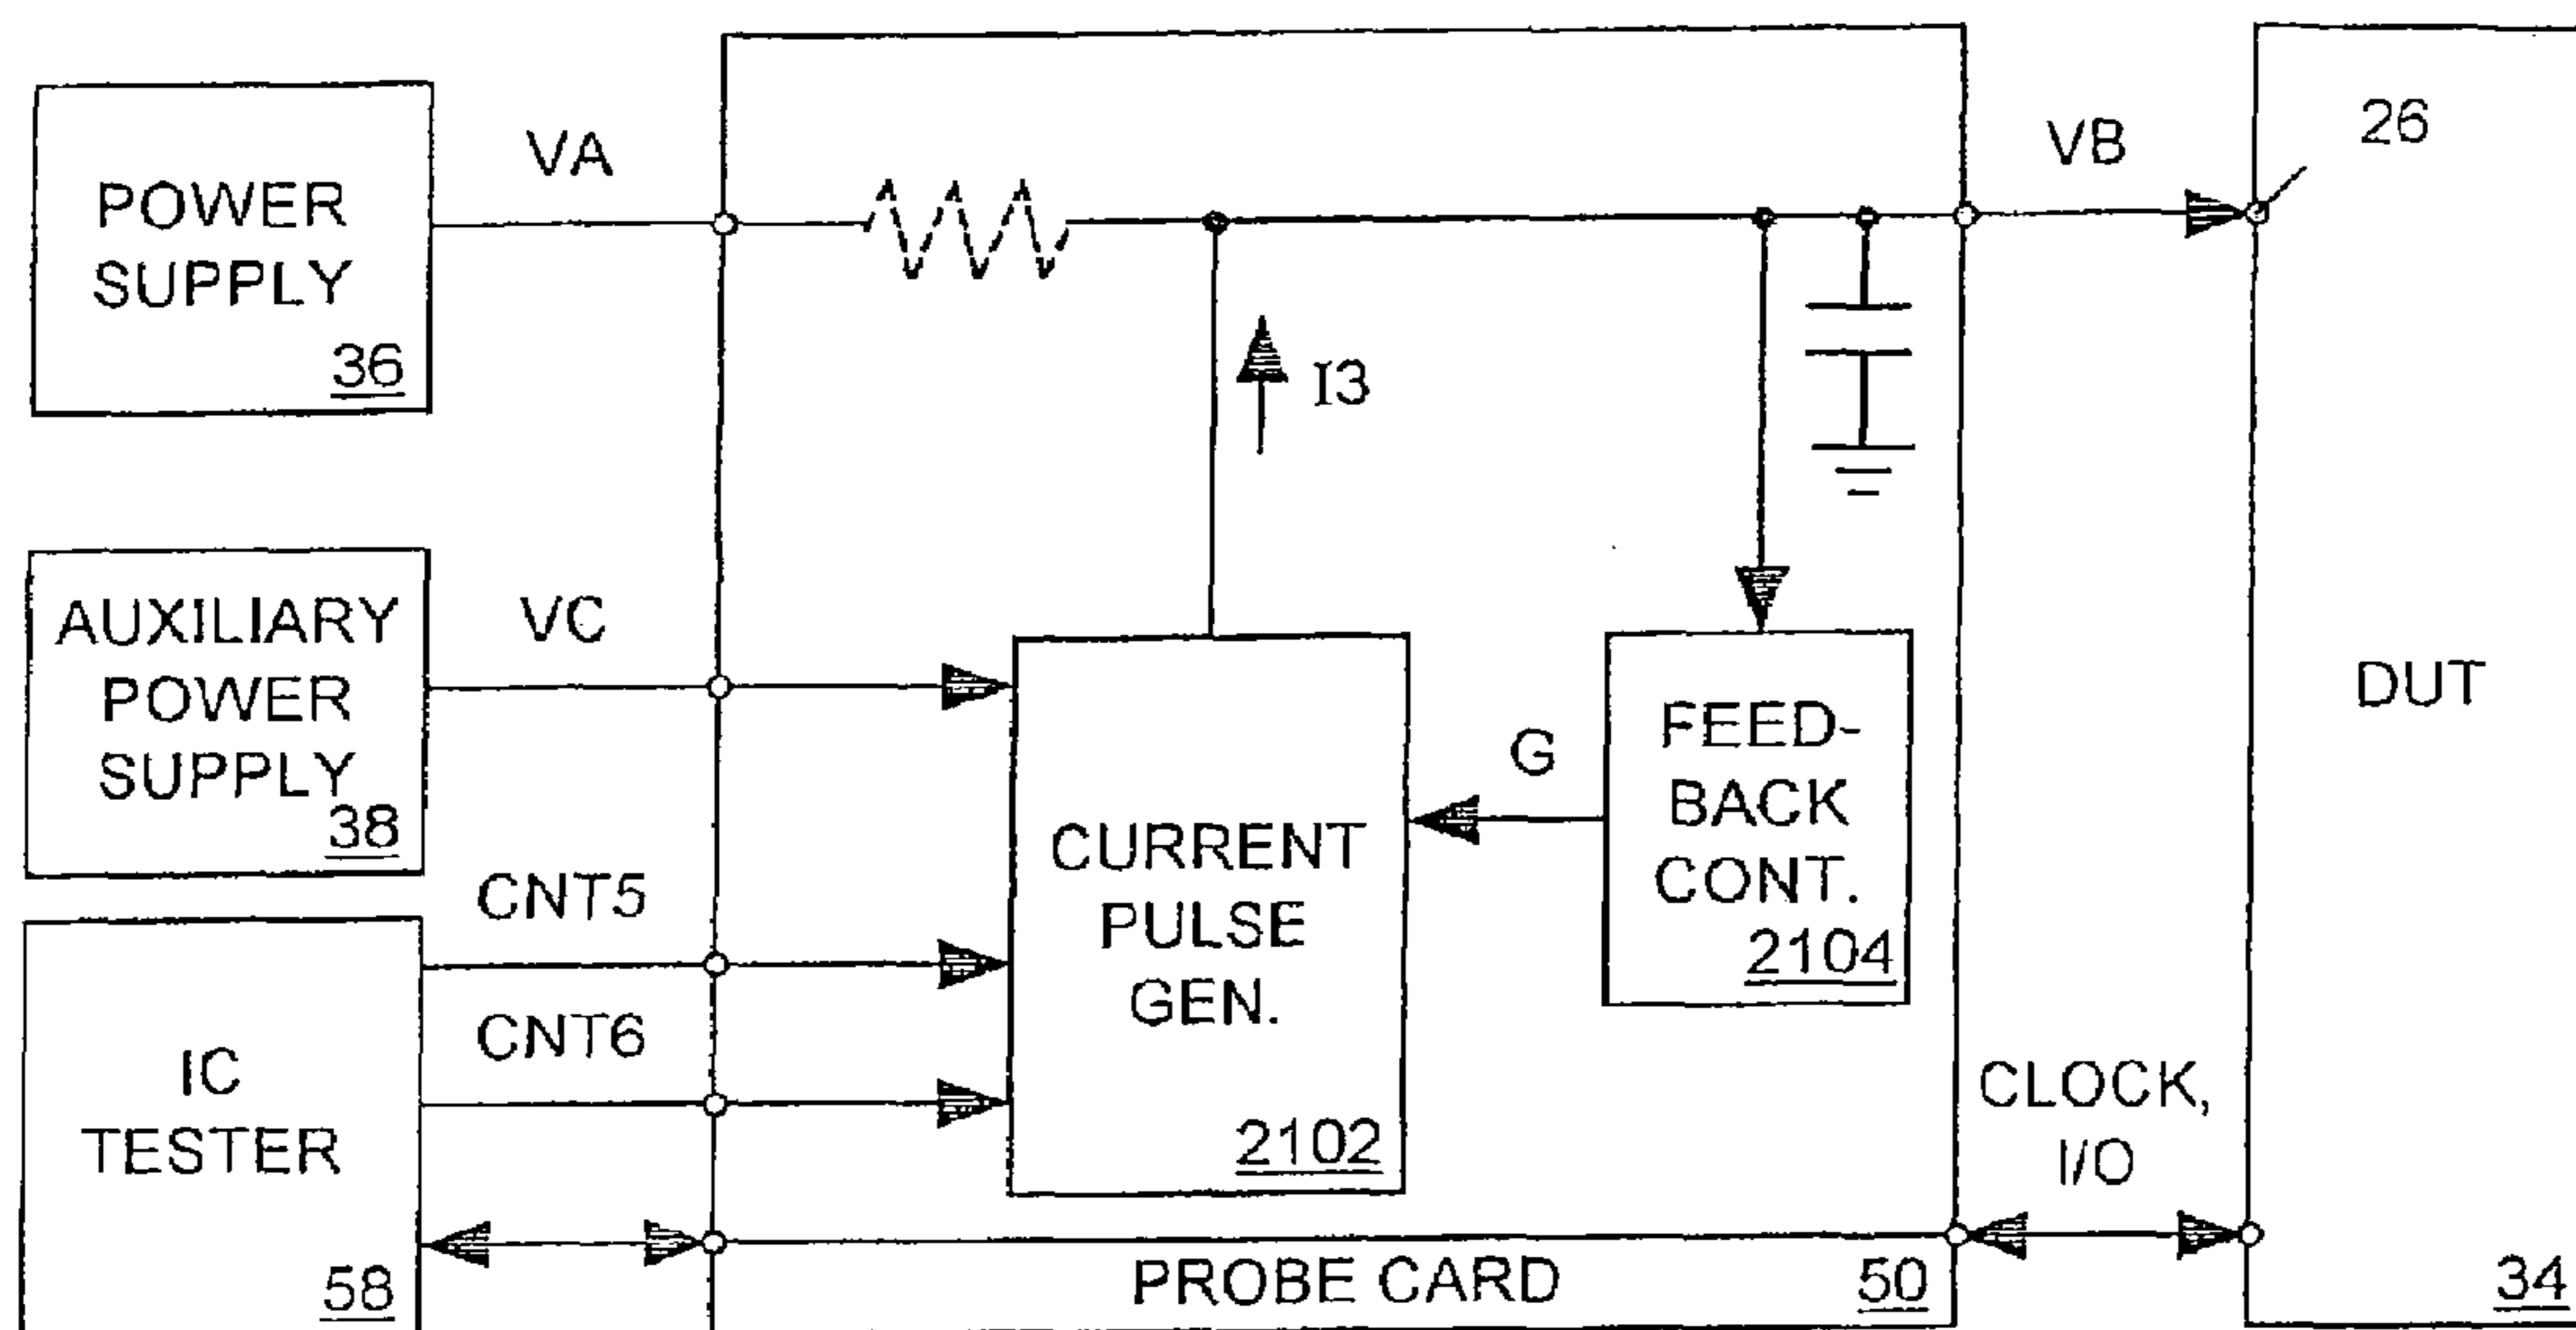 POWER
SUPPLY
36
VA
VB
26
I3
AUXILIARY
POWER
SUPPLY
38
VC
CURRENT
PULSE
GEN.
2102
G
FEED-
BACK
CONT.
2104
DUT
CNT5
CNT6
IC
TESTER
58
CLOCK,
I/O
PROBE CARD
50
34